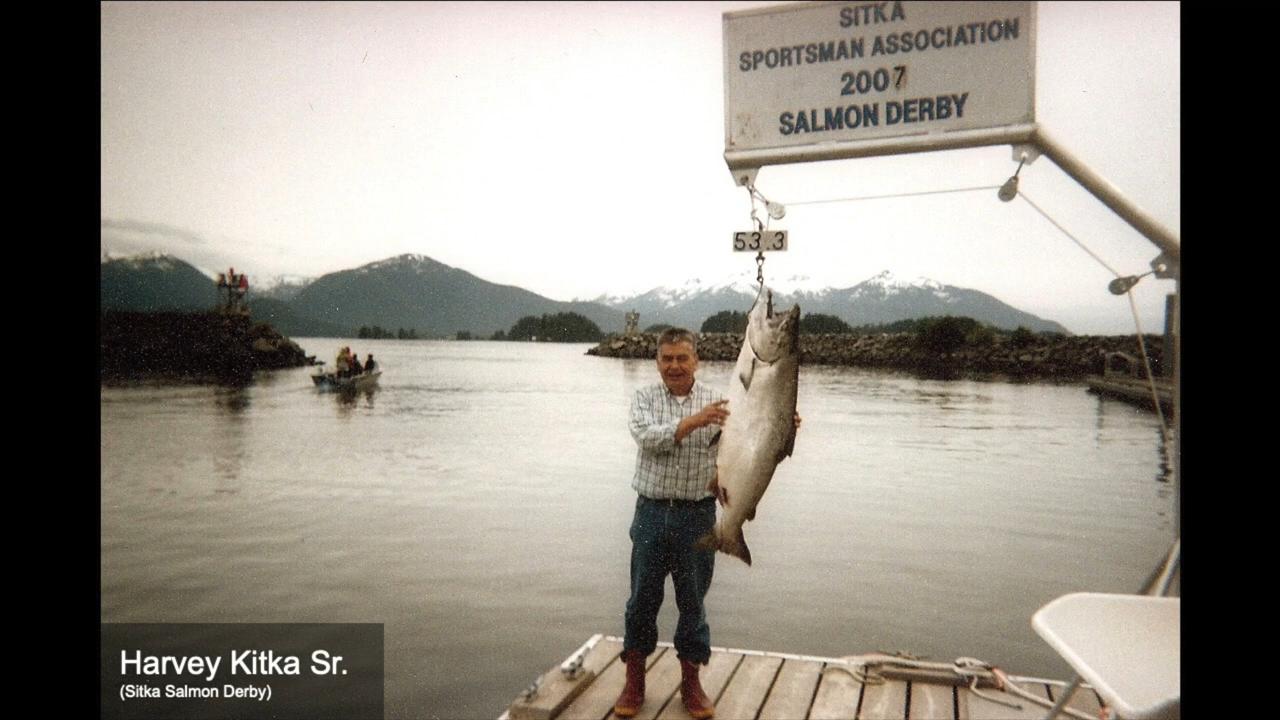 SITKA
SPORTSMAN ASSOCIATION
2007
SALMON DERBY
53.3
Harvey Kitka Sr.
(Sitka Salmon Derby)